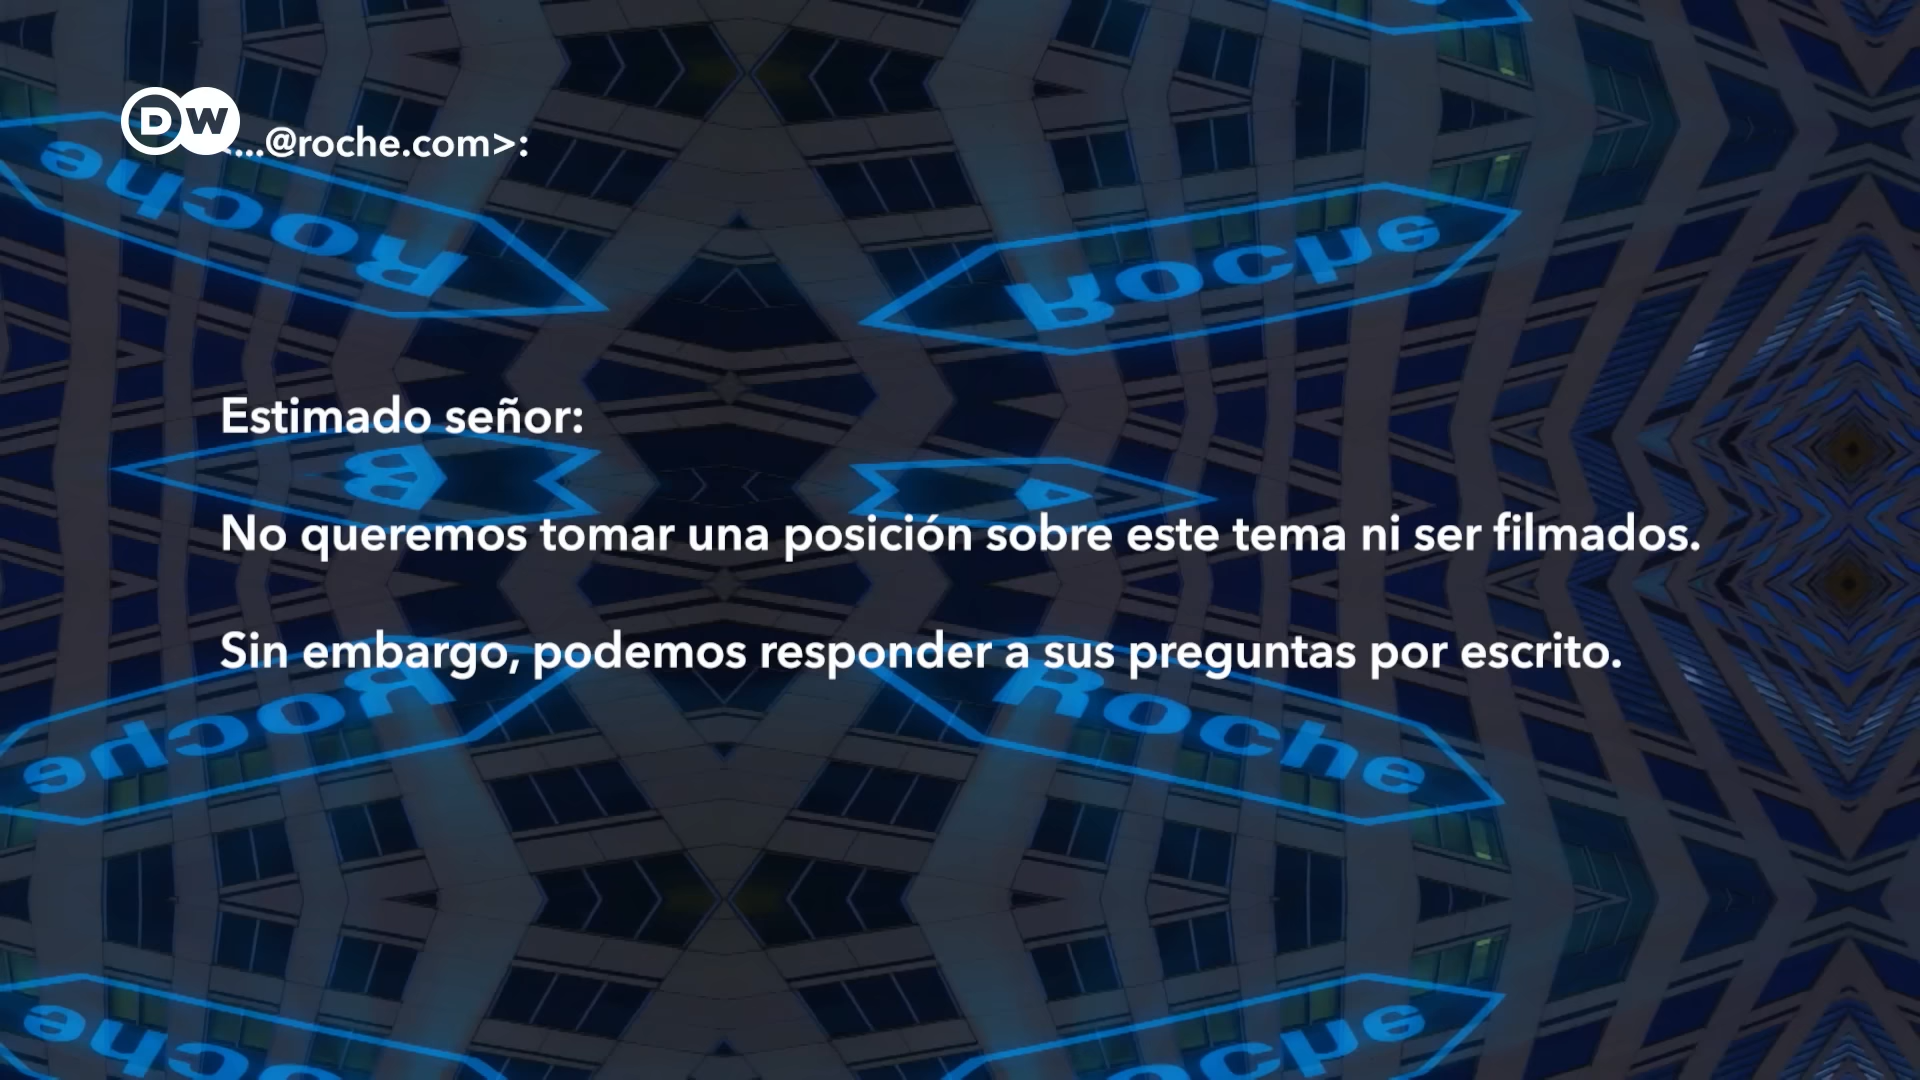 DW
...@roche.com>:
Roche
Roche
Estimado señor:
No queremos tomar una posición sobre este tema ni ser filmados.
Sin embargo, podemos responder a sus preguntas por escrito.
Roche
Roche